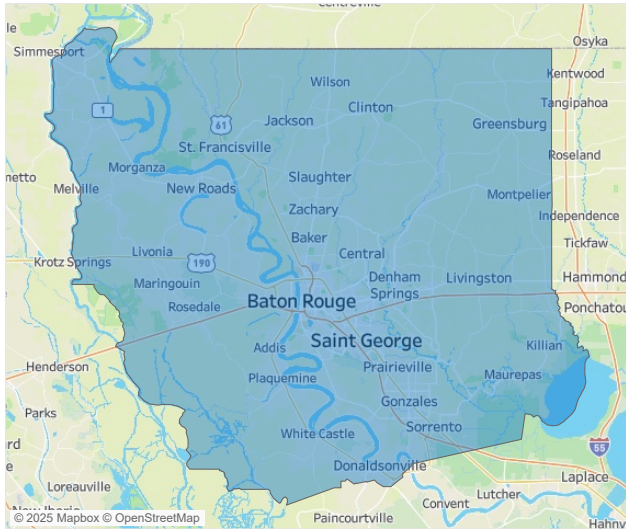 Centreville
Simmesport
Osyka
Kentwood
Wilson
Tangipahoa
1
Clinton
Jackson
61
Greensburg
St. Francisville
Roseland
Morganza
Slaughter
Melville
New Roads
Montpelier
Zachary
Independence
Baker
Tickfaw
Livonia
Central
Krotz Springs
190
Denham
Springs
Livingston
Hammond
Maringouin
Rosedale
Baton Rouge
Ponchatou
Saint George
Addis
Killian
Henderson
Prairieville
Plaquemine
Maurepas
Parks
Gonzales
Sorrento
White Castle
55
Donaldsonville
Laplace
Loreauville
Lutcher
Convent
Paincourtville
© 2025 Mapbox © OpenStreetMap